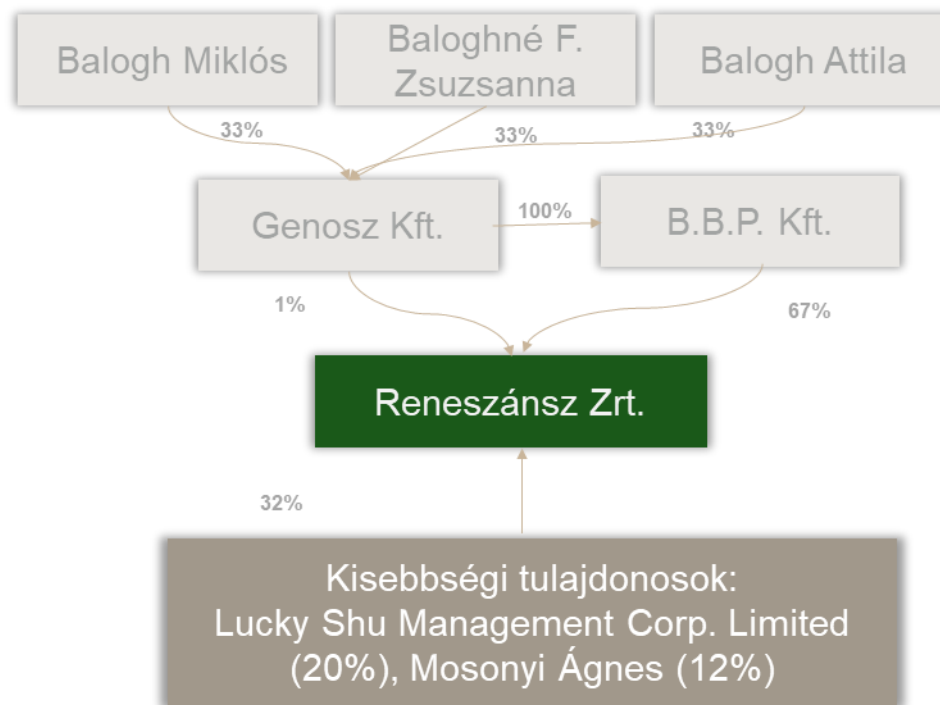 Balogh Miklós
Baloghné F.
Zsuzsanna
Balogh Attila
33%
33%
33%
Genosz Kft.
100%
B.B.P. Kft.
1%
67%
Reneszánsz Zrt.
32%
Kisebbségi tulajdonosok:
Lucky Shu Management Corp. Limited
(20%), Mosonyi Ágnes (12%)